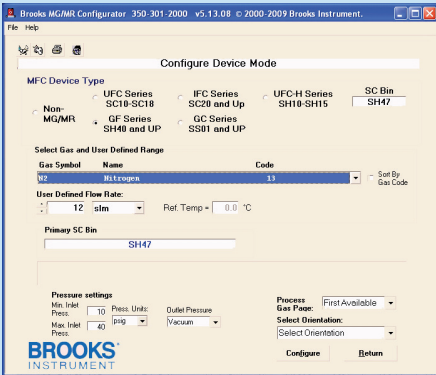 Brooks MG/MR Configurator 350-301-2000 v5.13.08 © 2000-2009 Brooks Instrument.
File Help
Configure Device Mode
MFC Device Type
Non-MG/MR
UFC Series SC10-SC18
IFC Series SC20 and Up
UFC-H Series SH10-SH15
SC Bin
SH47
GF Series SH40 and UP
GC Series SS01 and UP
Select Gas and User Defined Range
Gas Symbol Name Code
N2 Nitrogen 13
Sort By Gas Code
User Defined Flow Rate:
12 slm Ref. Temp = 0.0 °C
Primary SC Bin
SH47
Pressure settings
Min. Inlet Press. 10 Press. Units: psig
Max. Inlet Press. 40
Outlet Pressure
Vacuum
Process Gas Page: First Available
Select Orientation:
Select Orientation
BROOKS
INSTRUMENT
Configure Return